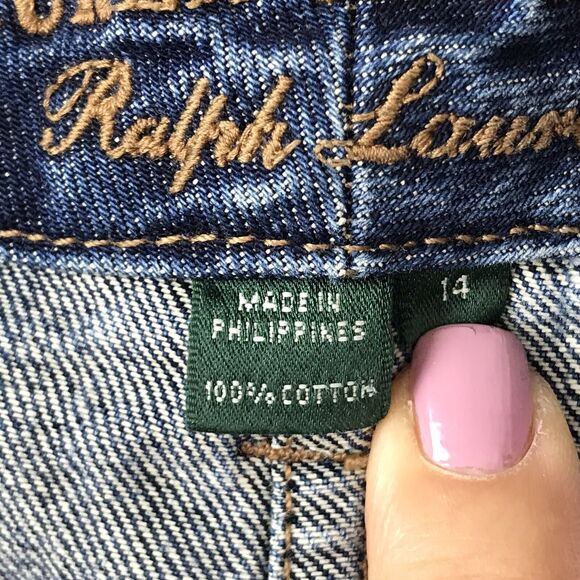 Ralph Laur
MADE IN
PHILIPPINES
100% COTTON
14